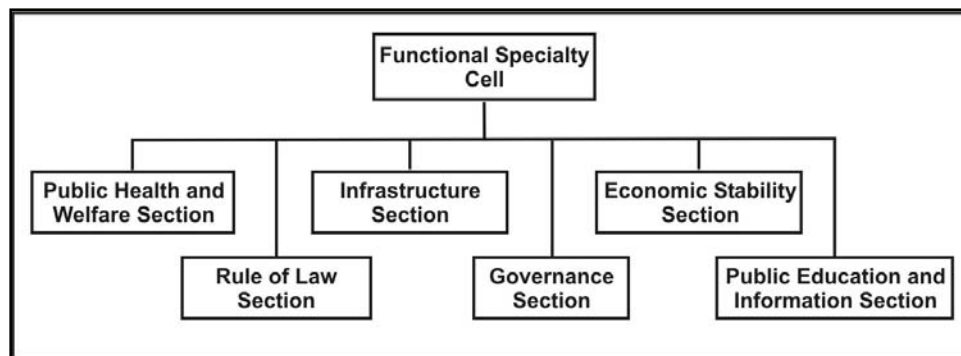 Functional Specialty
Cell
Public Health and
Welfare Section
Infrastructure
Section
Economic Stability
Section
Rule of Law
Section
Governance
Section
Public Education and
Information Section